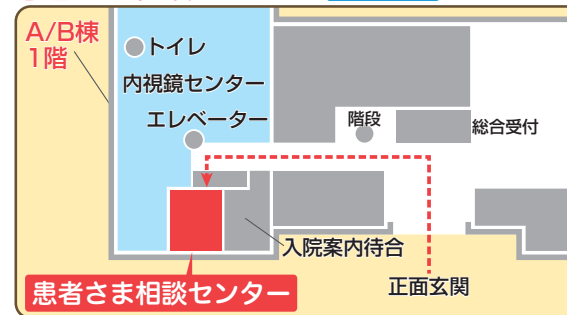 A/B棟
1階
トイレ
内視鏡センター
エレベーター
階段
総合受付
入院案内待合
正面玄関
患者さま相談センター